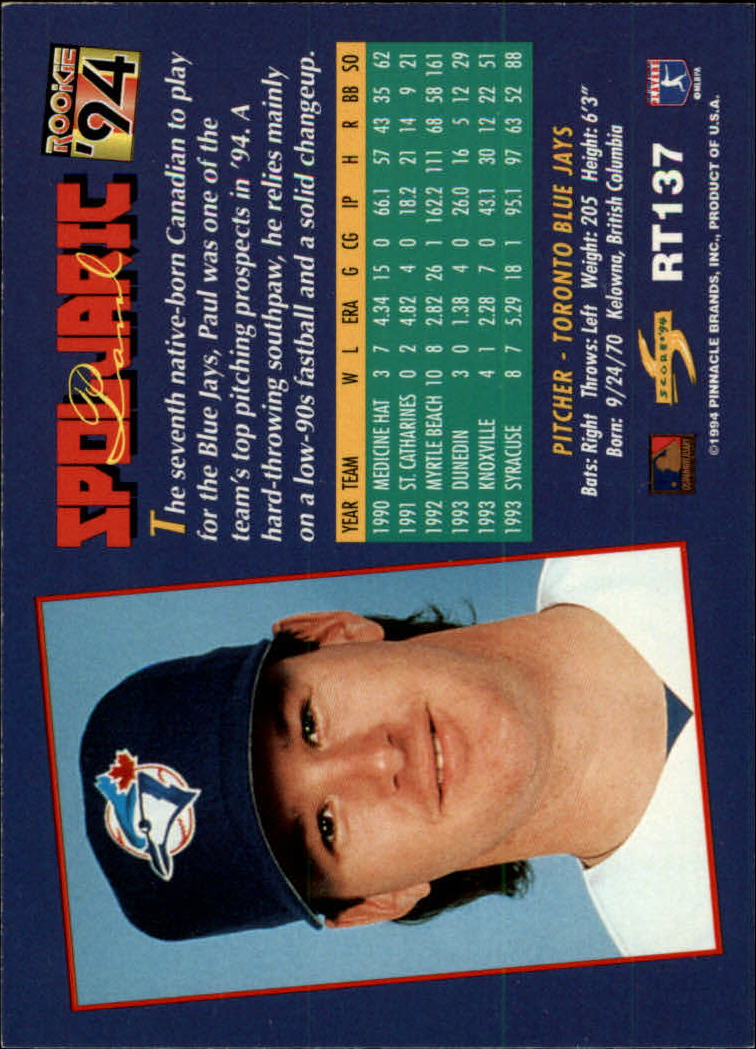 Paul
SPOLJARIC
ROOKIE
'94
The seventh native-born Canadian to play
for the Blue Jays, Paul was one of the
team's top pitching prospects in '94. A
hard-throwing southpaw, he relies mainly
on a low-90s fastball and a solid changeup.
YEAR TEAM W L ERA G CG IP H R BB SO
1990 MEDICINE HAT 3 7 4.34 15 0 66.1 57 43 35 62
1991 ST. CATHARINES 0 2 4.82 4 0 18.2 21 14 9 21
1992 MYRTLE BEACH 10 8 2.82 26 1 162.2 111 68 58 161
1993 DUNEDIN 3 0 1.38 4 0 26.0 16 5 12 29
1993 KNOXVILLE 4 1 2.28 7 0 43.1 30 12 22 51
1993 SYRACUSE 8 7 5.29 18 1 95.1 97 63 52 88
PITCHER - TORONTO BLUE JAYS
Bats: Right Throws: Left Weight: 205 Height: 6'3"
Born: 9/24/70 Kelowna, British Columbia
SCORE '94
RT137
PLAYERS
©MLBPA
©1994 PINNACLE BRANDS, INC., PRODUCT OF U.S.A.